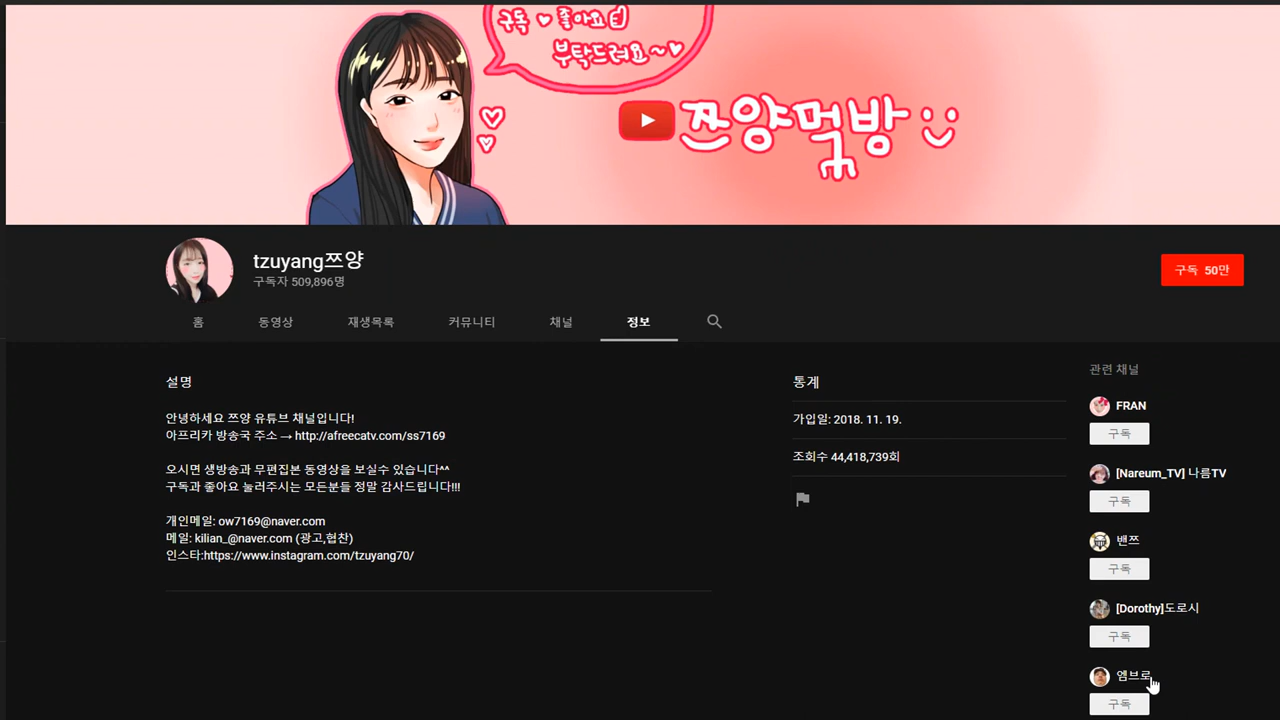 구독 ♥ 좋아요
부탁드려요~♥
쯔양먹방
tzuyang쯔양
구독자 509,896명
구독 50만
홈 동영상 재생목록 커뮤니티 채널 정보
설명
안녕하세요 쯔양 유튜브 채널입니다!
아프리카 방송국 주소 → http://afreecatv.com/ss7169
오시면 생방송과 무편집본 동영상을 보실수 있습니다^^
구독과 좋아요 눌러주시는 모든분들 정말 감사드립니다!!!
개인메일: ow7169@naver.com
메일: kilian_@naver.com (광고,협찬)
인스타:https://www.instagram.com/tzuyang70/
통계
가입일: 2018. 11. 19.
조회수 44,418,739회
관련 채널
FRAN
구독
[Nareum_TV] 나름TV
구독
밴쯔
구독
[Dorothy]도로시
구독
엠브로
구독